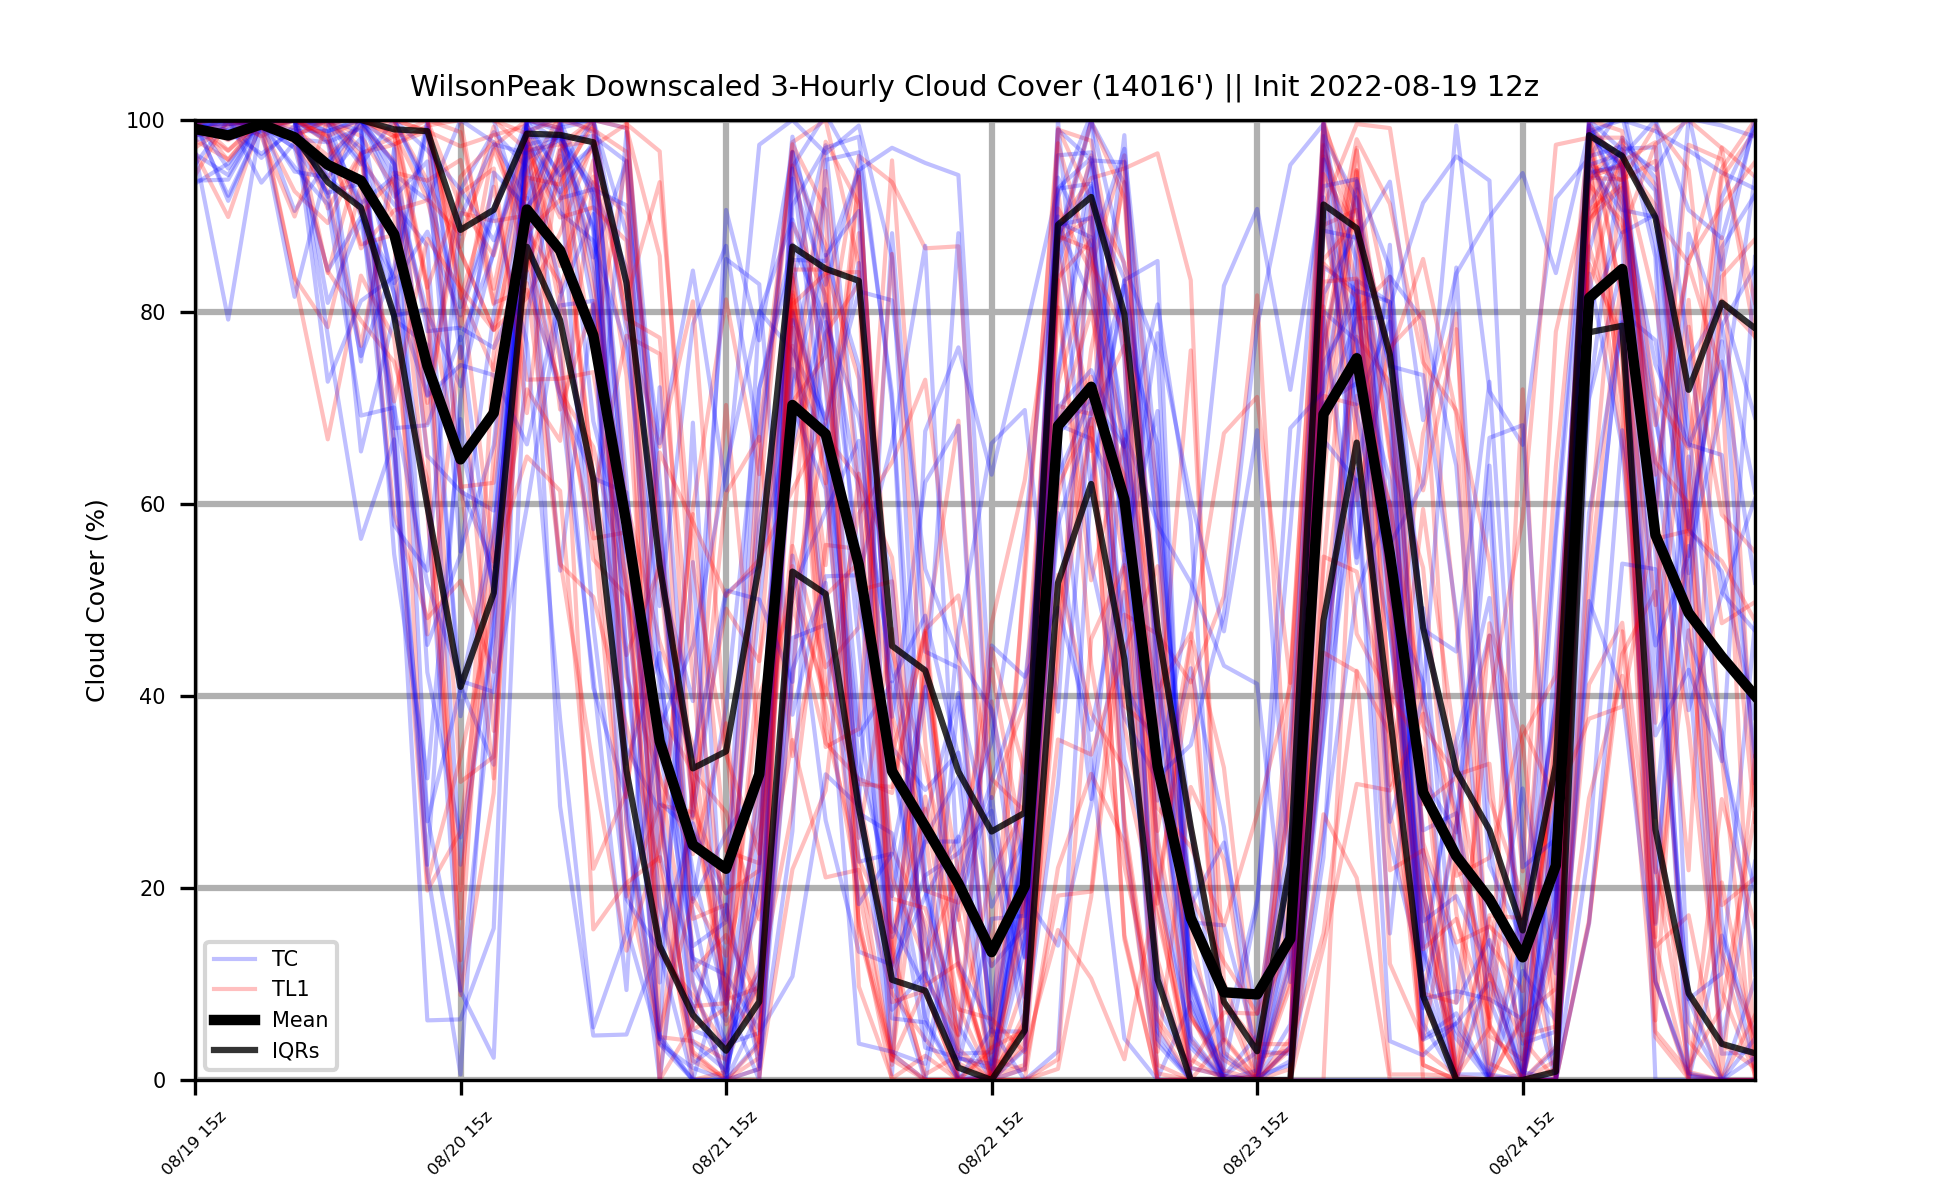 WilsonPeak Downscaled 3-Hourly Cloud Cover (14016') || Init 2022-08-19 12z
Cloud Cover (%)
100
80
60
40
20
0
TC
TL1
Mean
IQRs
08/19 15z
08/20 15z
08/21 15z
08/22 15z
08/23 15z
08/24 15z